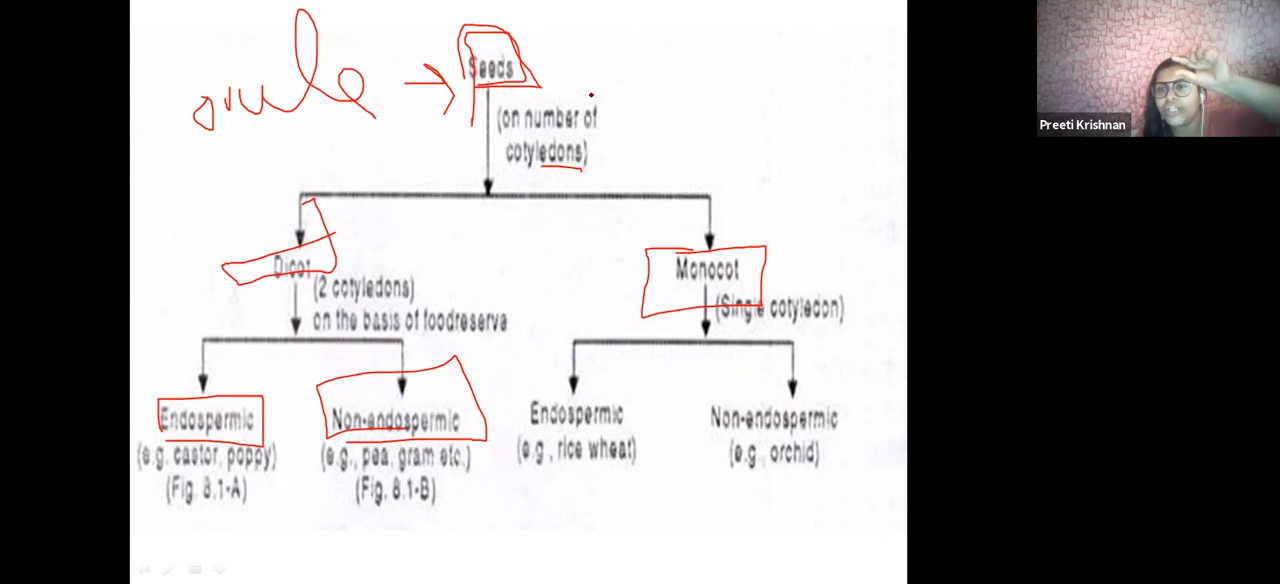 ovule → Seeds
Preeti Krishnan
(on number of
cotyledons)
Dicot
(2 cotyledons)
on the basis of foodreserve
Monocot
(Single cotyledon)
Endospermic
(e.g. castor, poppy)
(Fig. 8.1-A)
Non-endospermic
(e.g., pea, gram etc.)
(Fig. 8.1-B)
Endospermic
(e.g., rice wheat)
Non-endospermic
(e.g., orchid)